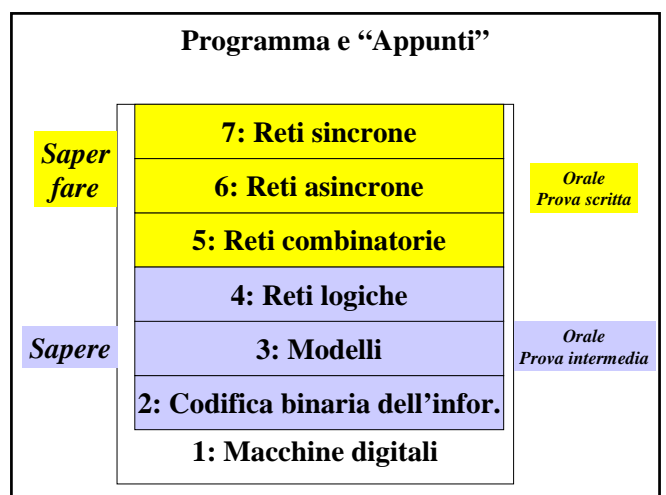 Programma e “Appunti”
7: Reti sincrone
Saper
fare
6: Reti asincrone
Orale
Prova scritta
5: Reti combinatorie
4: Reti logiche
Sapere
3: Modelli
Orale
Prova intermedia
2: Codifica binaria dell’infor.
1: Macchine digitali